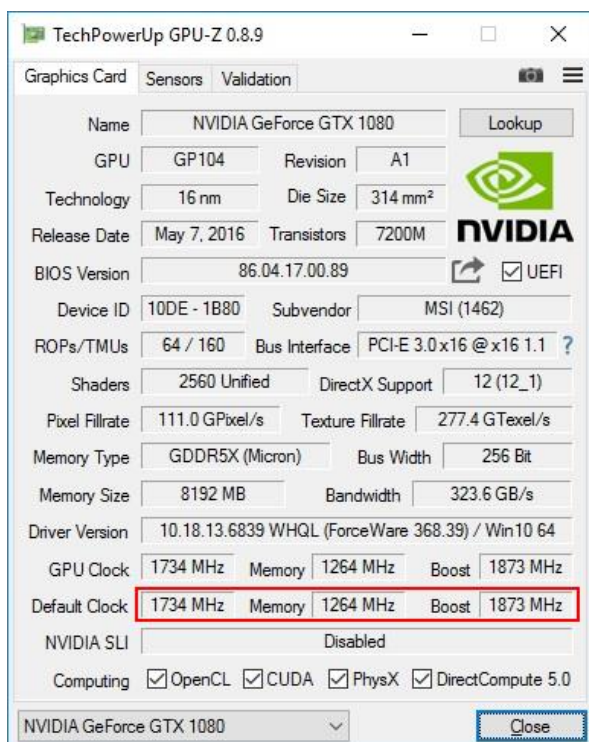 TechPowerUp GPU-Z 0.8.9
Graphics Card Sensors Validation
Name NVIDIA GeForce GTX 1080 Lookup
GPU GP104 Revision A1
Technology 16 nm Die Size 314 mm²
Release Date May 7, 2016 Transistors 7200M
NVIDIA
BIOS Version 86.04.17.00.89 UEFI
Device ID 10DE - 1B80 Subvendor MSI (1462)
ROPs/TMUs 64 / 160 Bus Interface PCI-E 3.0 x16 @ x16 1.1 ?
Shaders 2560 Unified DirectX Support 12 (12_1)
Pixel Fillrate 111.0 GPixel/s Texture Fillrate 277.4 GTexel/s
Memory Type GDDR5X (Micron) Bus Width 256 Bit
Memory Size 8192 MB Bandwidth 323.6 GB/s
Driver Version 10.18.13.6839 WHQL (ForceWare 368.39) / Win10 64
GPU Clock 1734 MHz Memory 1264 MHz Boost 1873 MHz
Default Clock 1734 MHz Memory 1264 MHz Boost 1873 MHz
NVIDIA SLI Disabled
Computing OpenCL CUDA PhysX DirectCompute 5.0
NVIDIA GeForce GTX 1080 Close